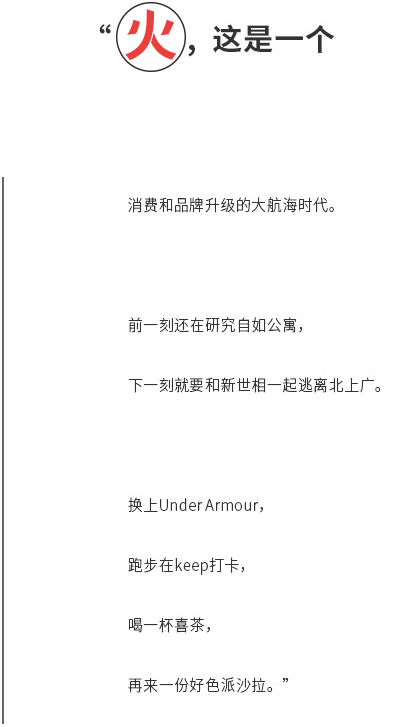 “火，这是一个
消费和品牌升级的大航海时代。
前一刻还在研究自如公寓，
下一刻就要和新世相一起逃离北上广。
换上Under Armour，
跑步在keep打卡，
喝一杯喜茶，
再来一份好色派沙拉。”